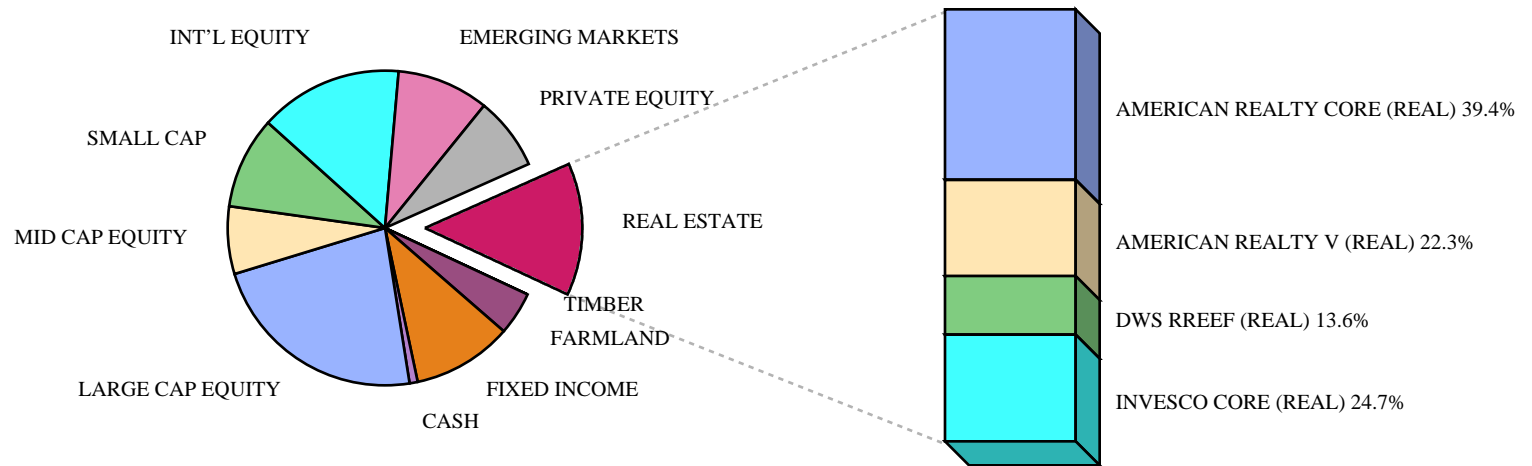 INT'L EQUITY
EMERGING MARKETS
PRIVATE EQUITY
SMALL CAP
MID CAP EQUITY
REAL ESTATE
TIMBER
FARMLAND
LARGE CAP EQUITY
FIXED INCOME
CASH
AMERICAN REALTY CORE (REAL) 39.4%
AMERICAN REALTY V (REAL) 22.3%
DWS RREEF (REAL) 13.6%
INVESCO CORE (REAL) 24.7%